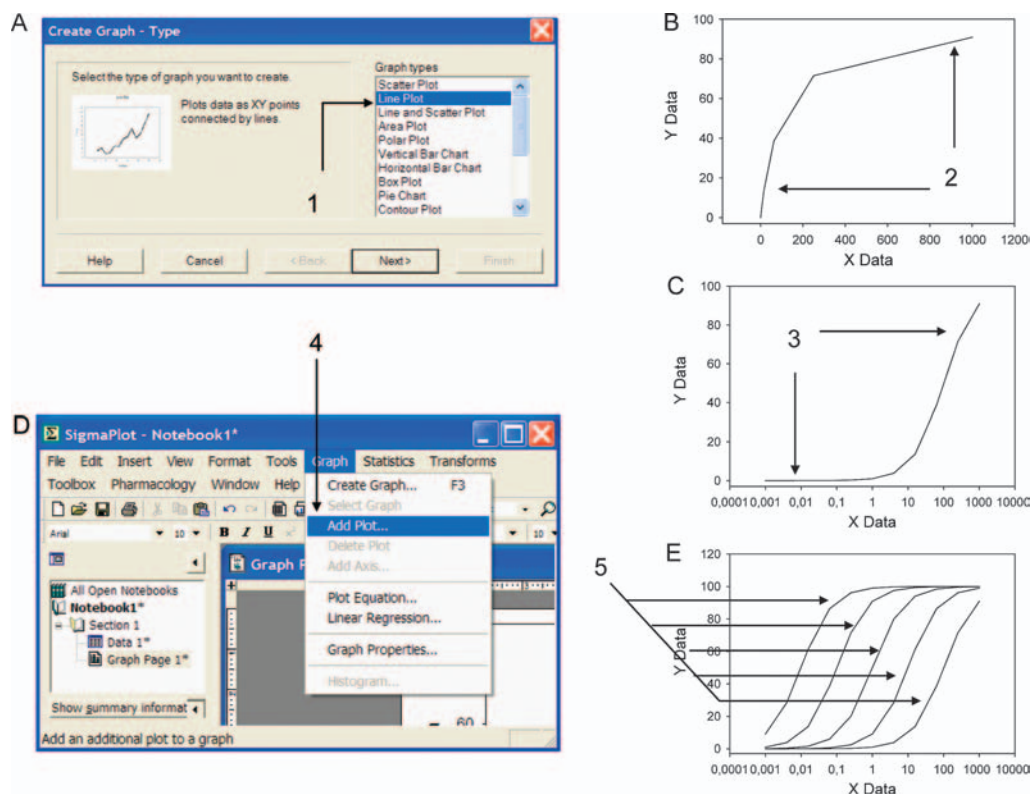 A
Create Graph - Type
Select the type of graph you want to create.
Plots data as XY points
connected by lines.
Graph types
Scatter Plot
Line Plot
Line and Scatter Plot
Area Plot
Polar Plot
Vertical Bar Chart
Horizontal Bar Chart
Box Plot
Pie Chart
Contour Plot
1
Help Cancel <Back Next> Finish
B
Y Data
100
80
60
40
20
0
2
0 200 400 600 800 1000 1200
X Data
C
Y Data
100
80
60
40
20
0
3
0,0001 0,001 0,01 0,1 1 10 100 1000 10000
X Data
4
D
SigmaPlot - Notebook1*
File Edit Insert View Format Tools Graph Statistics Transforms
Toolbox Pharmacology Window Help
Create Graph... F3
Select Graph
Add Plot...
Delete Plot
Add Axis...
Plot Equation...
Linear Regression...
Graph Properties...
Histogram...
Arial 10 B I U 10
Graph
All Open Notebooks
Notebook1*
Section 1
Data 1*
Graph Page 1*
Show summary informat
60
Add an additional plot to a graph
E
5
Y Data
120
100
80
60
40
20
0
0,0001 0,001 0,01 0,1 1 10 100 1000 10000
X Data